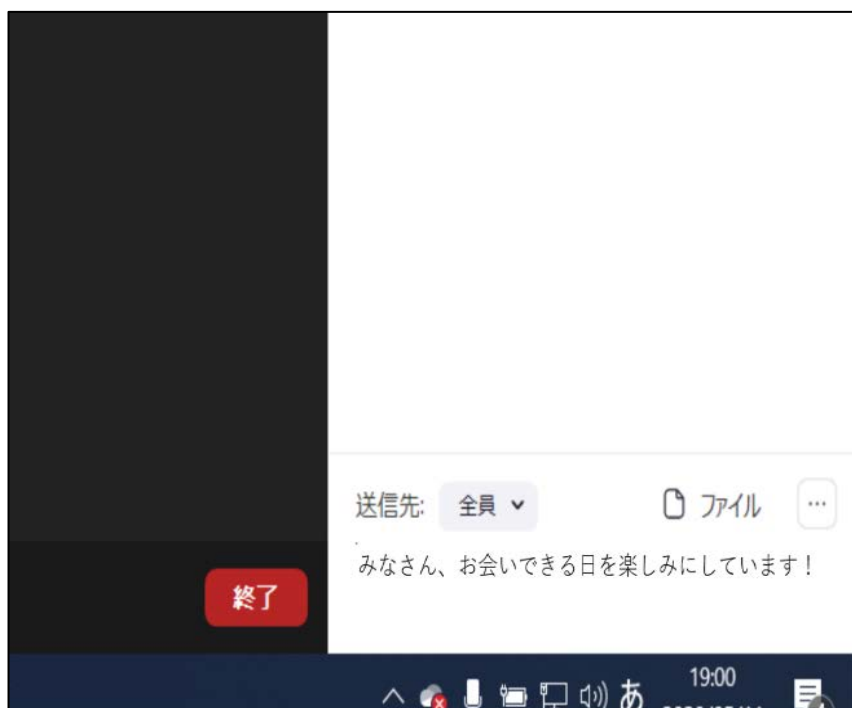 送信先: 全員 ファイル ...
みなさん、お会いできる日を楽しみにしています！
終了
あ 19:00